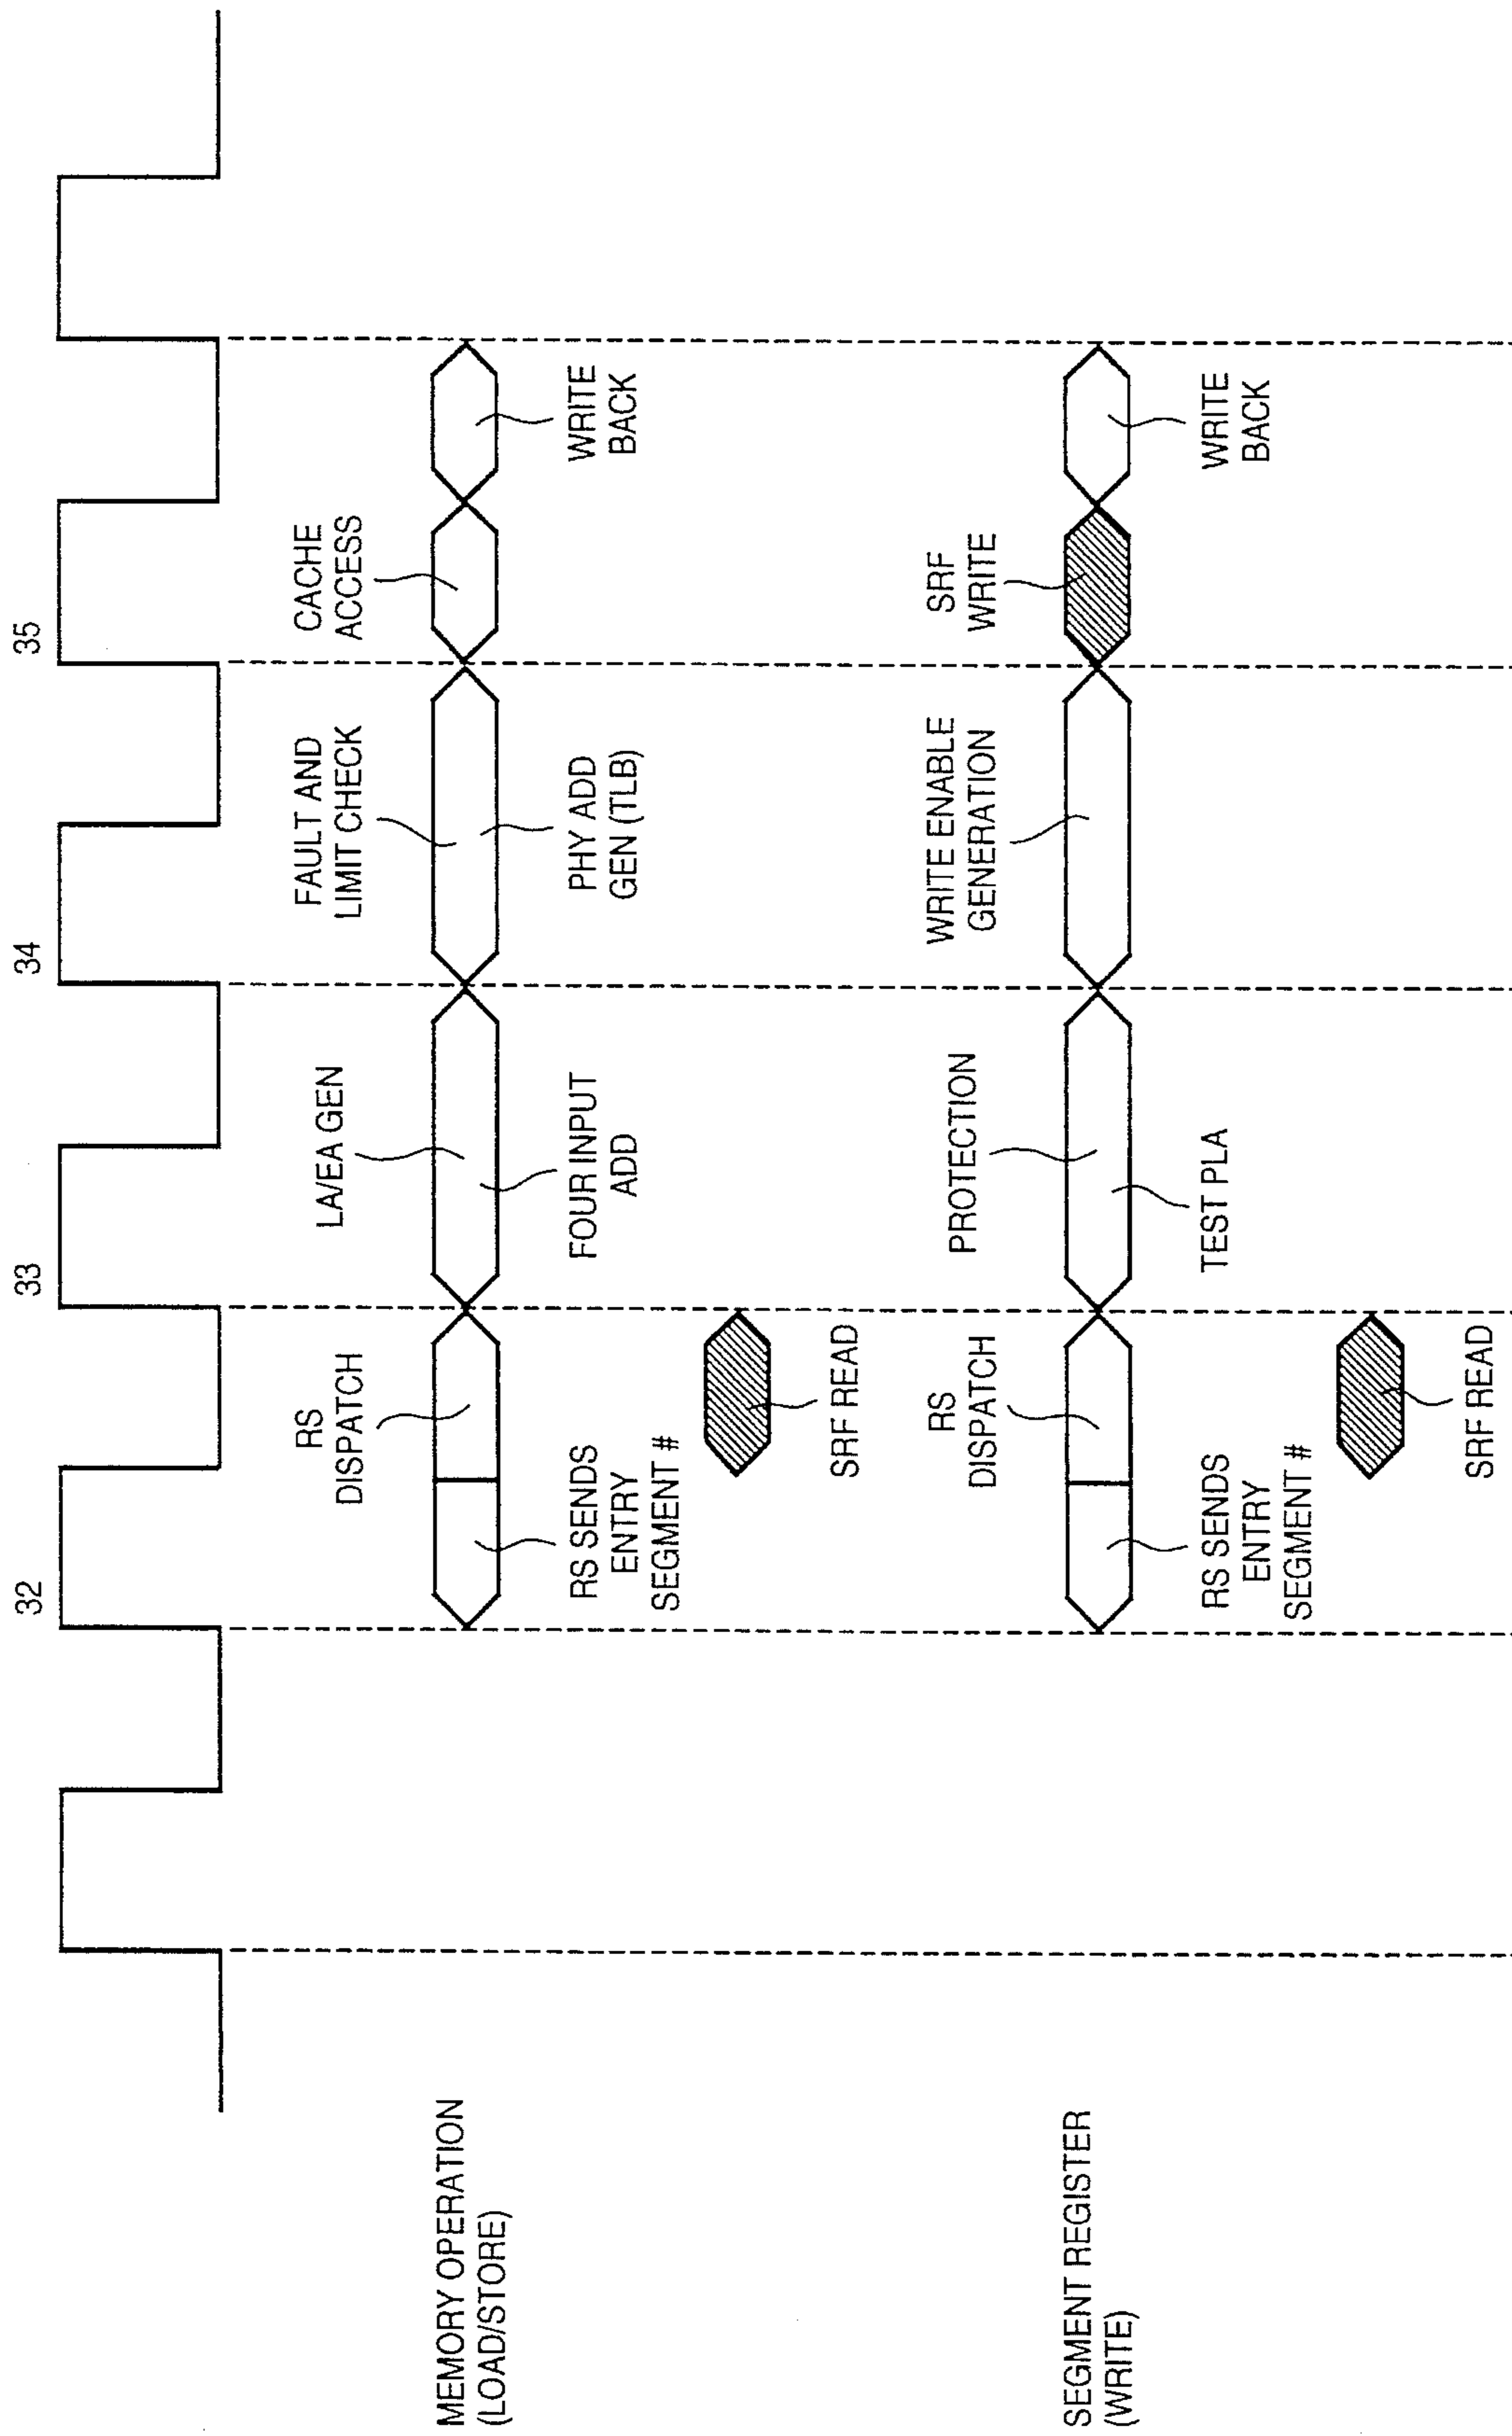 32
33
34
35
MEMORY OPERATION
(LOAD/STORE)
RS
DISPATCH
LA/EA GEN
FAULT AND
LIMIT CHECK
CACHE
ACCESS
RS SENDS
ENTRY
SEGMENT #
FOUR INPUT
ADD
PHY ADD
GEN (TLB)
WRITE
BACK
SRF READ
SEGMENT REGISTER
(WRITE)
RS
DISPATCH
PROTECTION
WRITE ENABLE
GENERATION
SRF
WRITE
RS SENDS
ENTRY
SEGMENT #
TEST PLA
WRITE
BACK
SRF READ